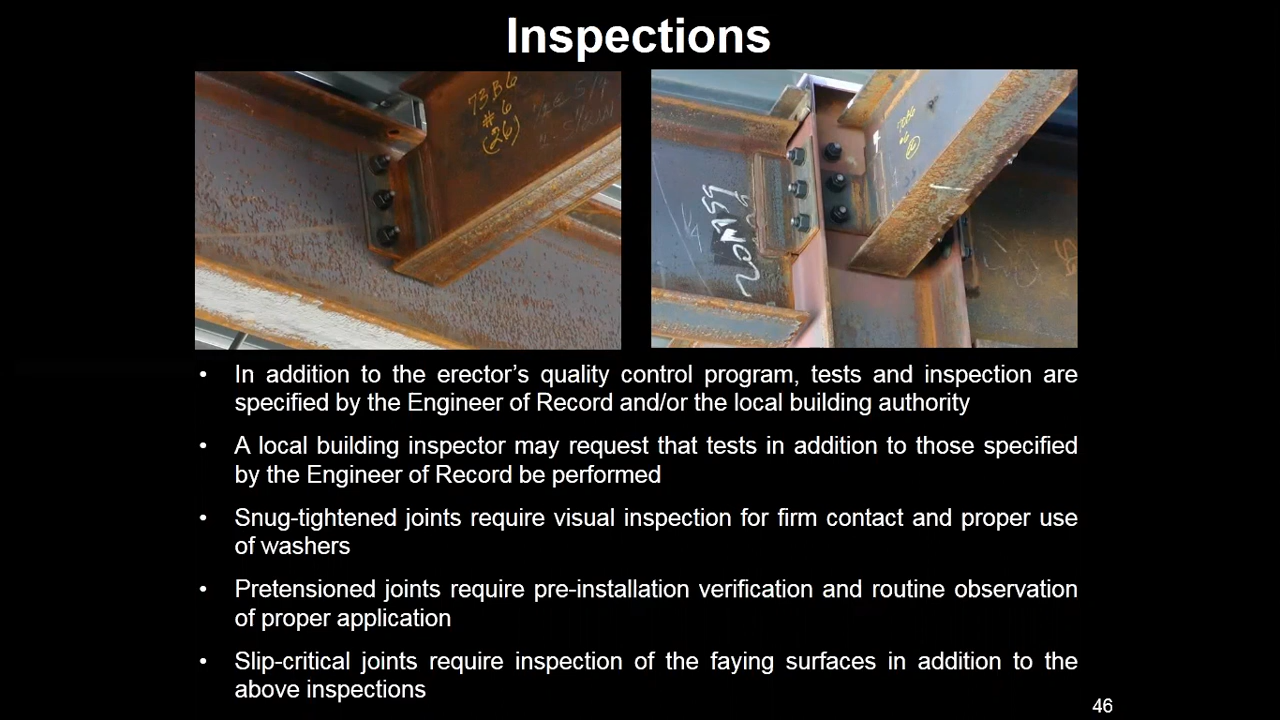 Inspections
73B6
#6
(26)
• In addition to the erector's quality control program, tests and inspection are
specified by the Engineer of Record and/or the local building authority
• A local building inspector may request that tests in addition to those specified
by the Engineer of Record be performed
• Snug-tightened joints require visual inspection for firm contact and proper use
of washers
• Pretensioned joints require pre-installation verification and routine observation
of proper application
• Slip-critical joints require inspection of the faying surfaces in addition to the
above inspections
46